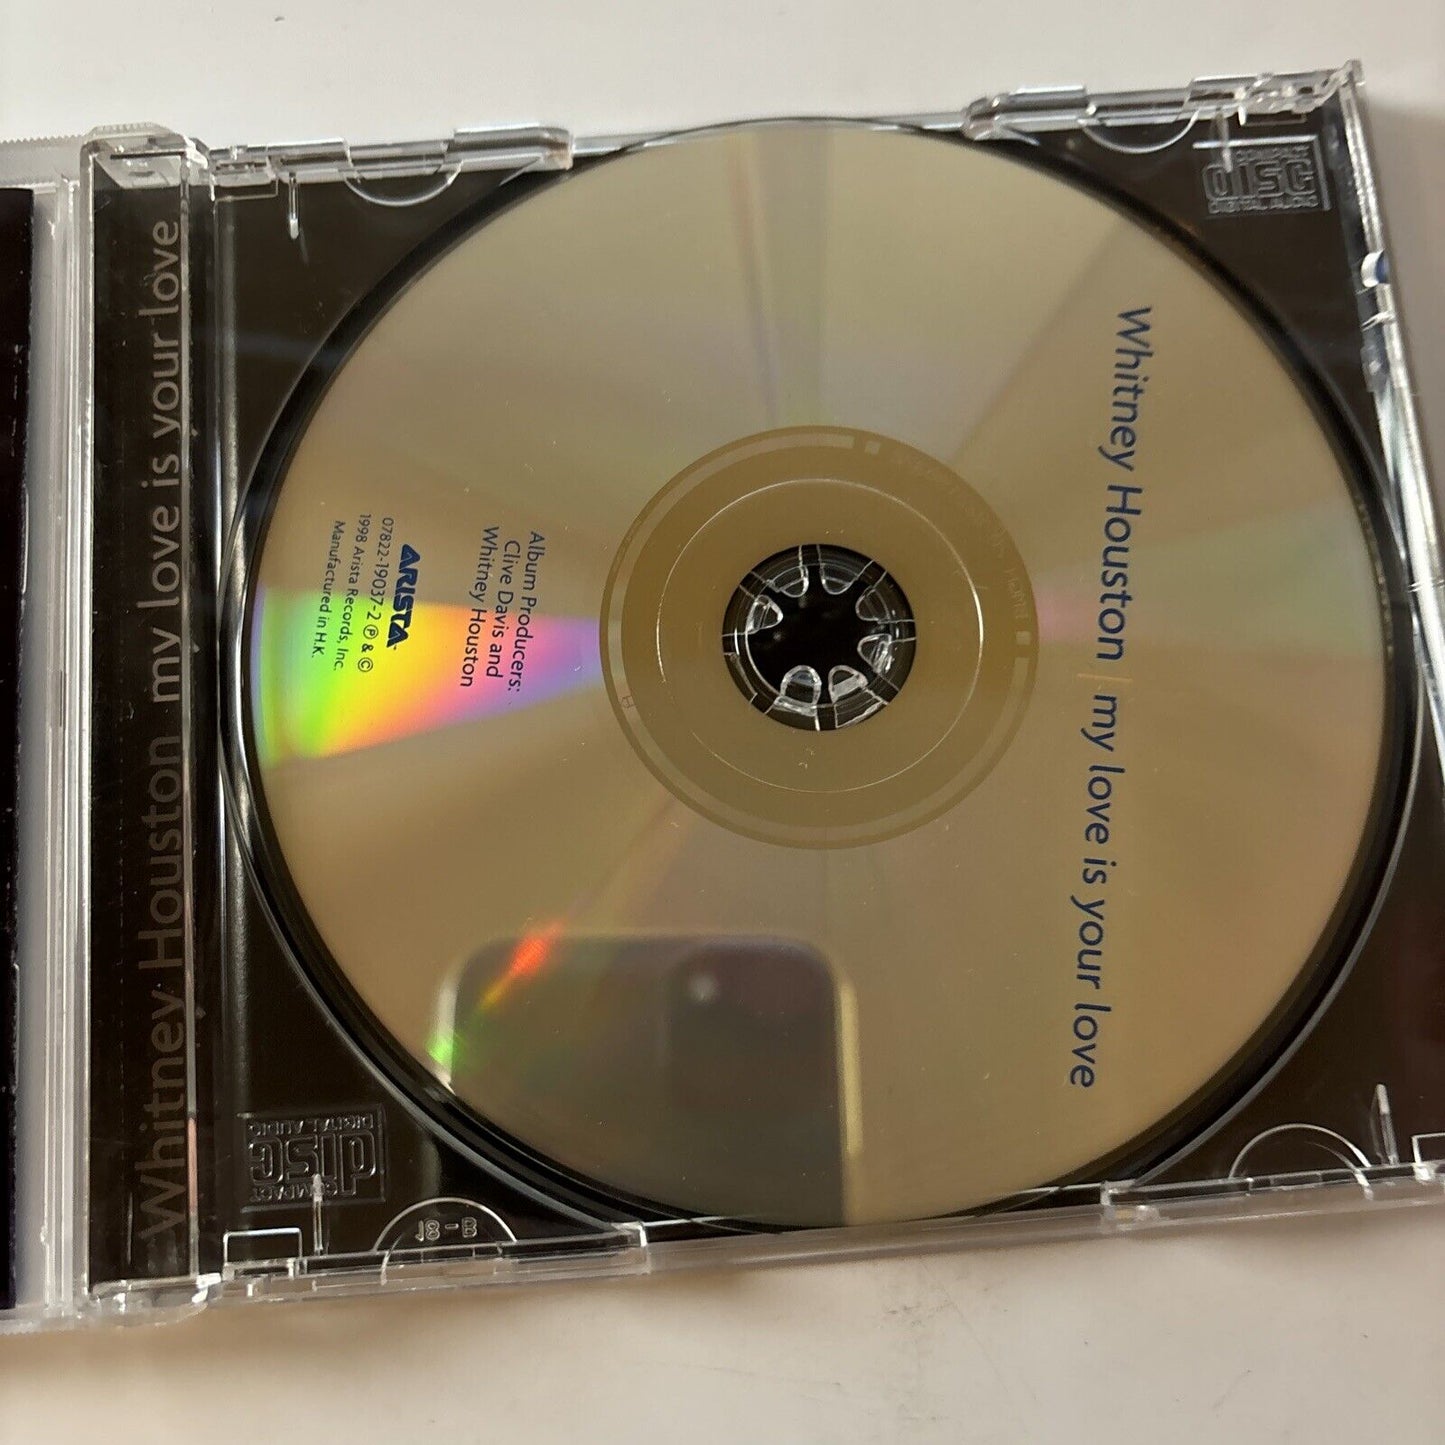 Whitney Houston my love is your love
Whitney Houston | my love is your love
Album Producers:
Clive Davis and
Whitney Houston
ARISTA
07822-19037-2 ℗ & ©
1998 Arista Records, Inc.
Manufactured in H.K.
COMPACT
disc
DIGITAL AUDIO
COMPACT
disc
DIGITAL AUDIO